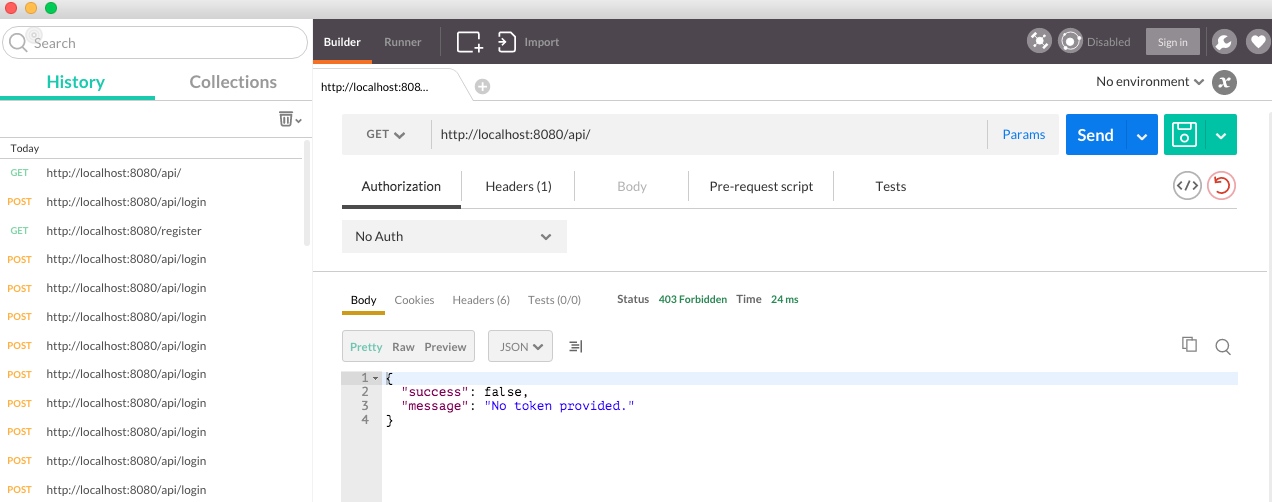 Search
History Collections
Today
GET http://localhost:8080/api/
POST http://localhost:8080/api/login
GET http://localhost:8080/register
POST http://localhost:8080/api/login
POST http://localhost:8080/api/login
POST http://localhost:8080/api/login
POST http://localhost:8080/api/login
POST http://localhost:8080/api/login
POST http://localhost:8080/api/login
POST http://localhost:8080/api/login
POST http://localhost:8080/api/login
POST http://localhost:8080/api/login
Builder Runner Import Disabled Sign in
http://localhost:808... No environment x
GET http://localhost:8080/api/ Params Send
Authorization Headers (1) Body Pre-request script Tests </>
No Auth
Body Cookies Headers (6) Tests (0/0) Status 403 Forbidden Time 24 ms
Pretty Raw Preview JSON
1 {
2 "success": false,
3 "message": "No token provided."
4 }